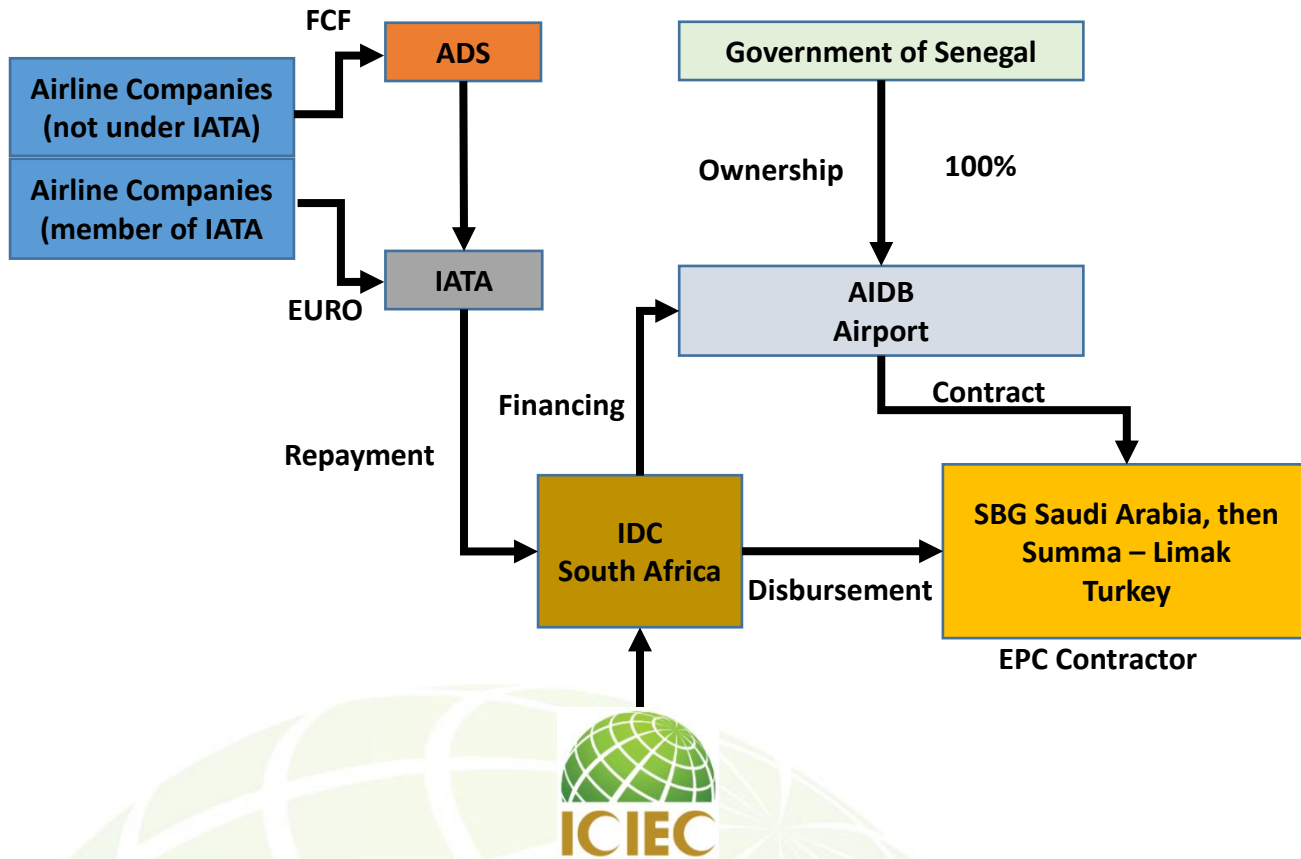 FCF
ADS
Government of Senegal
Airline Companies
(not under IATA)
Airline Companies
(member of IATA
Ownership
100%
IATA
EURO
AIDB
Airport
Financing
Contract
Repayment
IDC
South Africa
Disbursement
SBG Saudi Arabia, then
Summa – Limak
Turkey
EPC Contractor
ICIEC